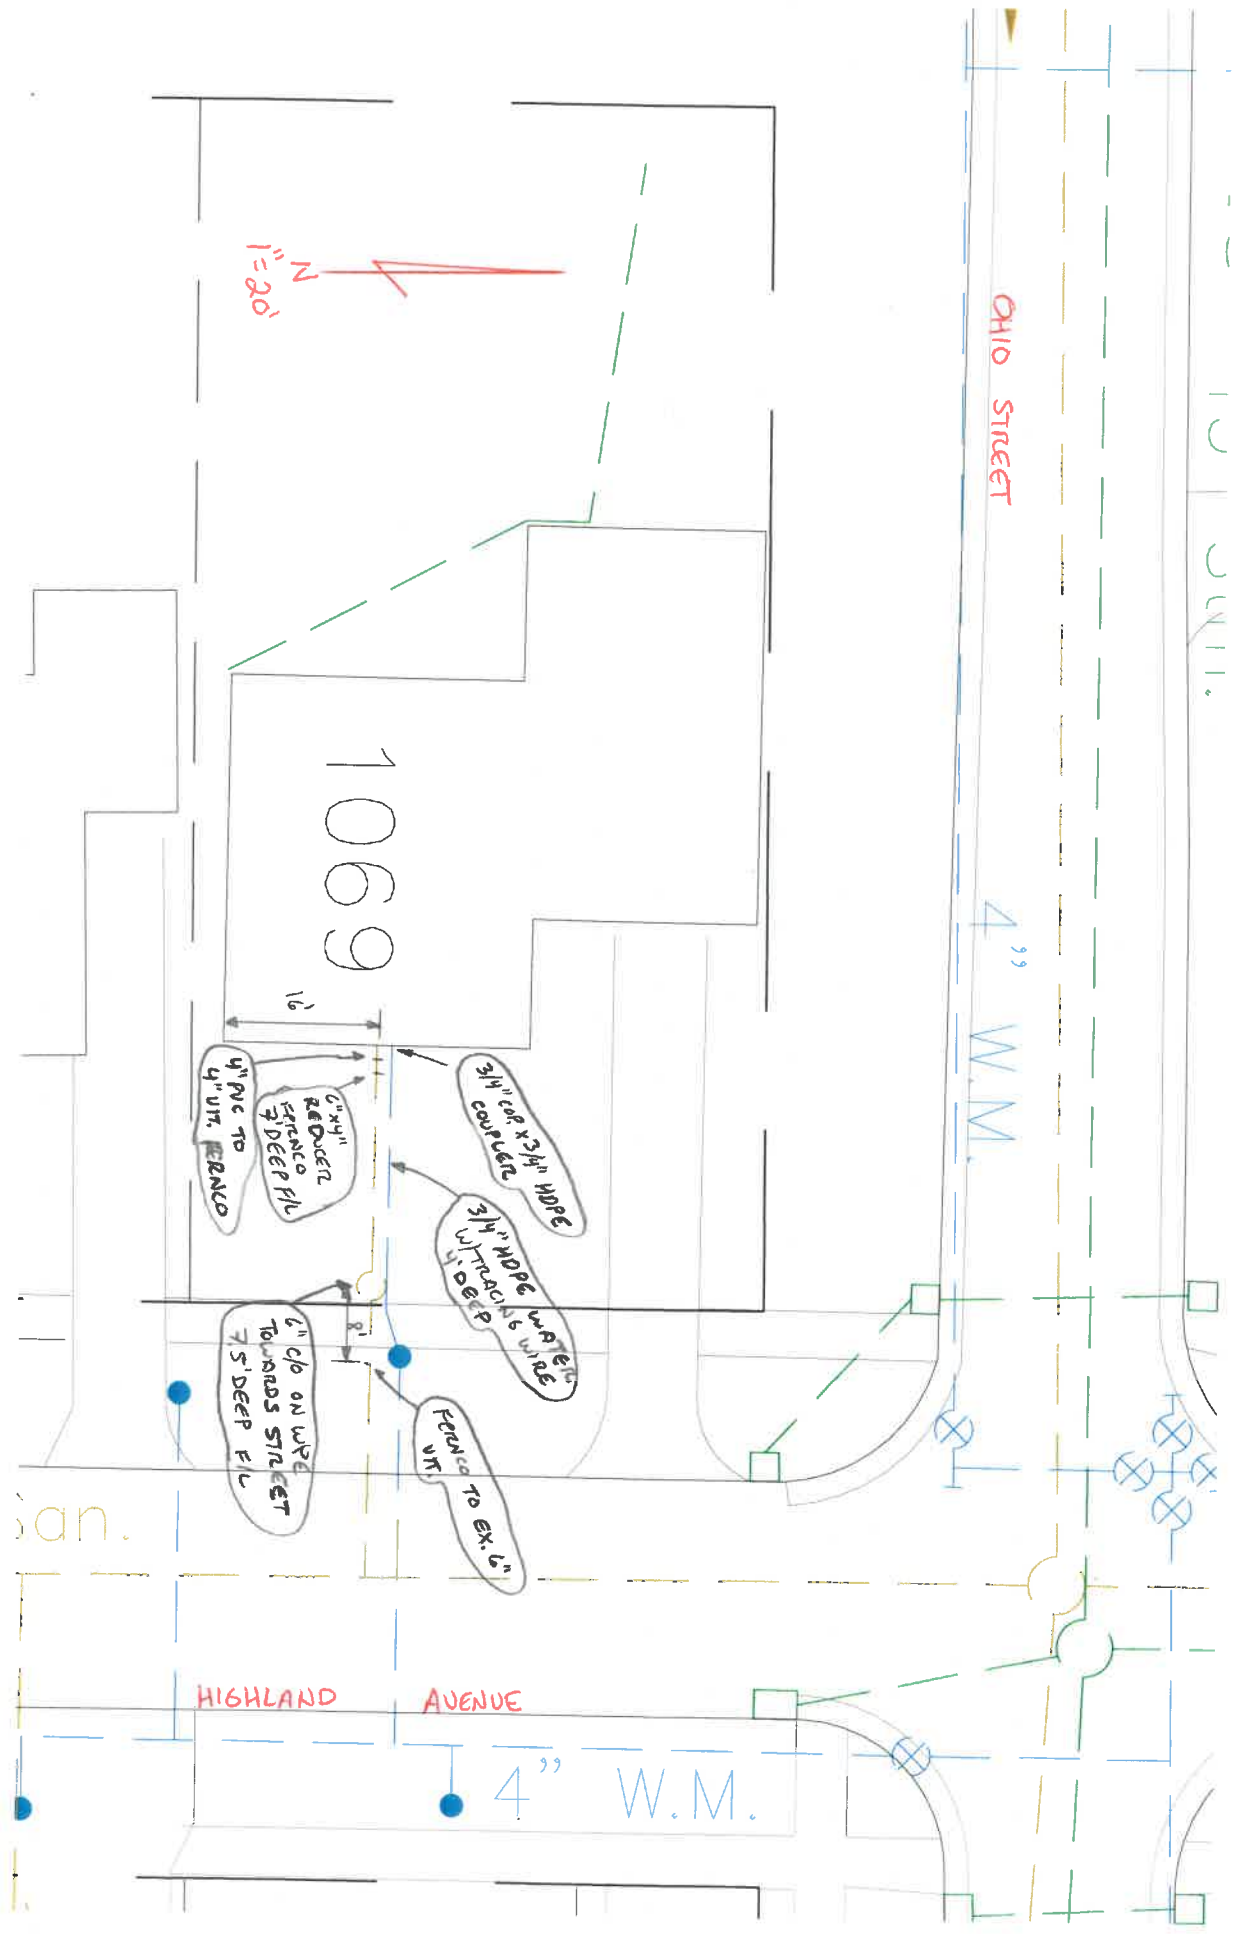 N
1"=20'
OHIO STREET
4" W.M.
1069
16'
4" PVC TO
4" VIT. FERNCO
6"x4"
REDUCER
FERNCO
7' DEEP F/L
3/4" COP. x 3/4" HDPE
COUPLER
3/4" HDPE WATER
W/TRACING WIRE
4' DEEP
8'
6" C/O ON WYE
TOWARDS STREET
7.5' DEEP F/L
FERNCO TO EX. 6"
VIT.
San.
HIGHLAND AVENUE
4" W.M.